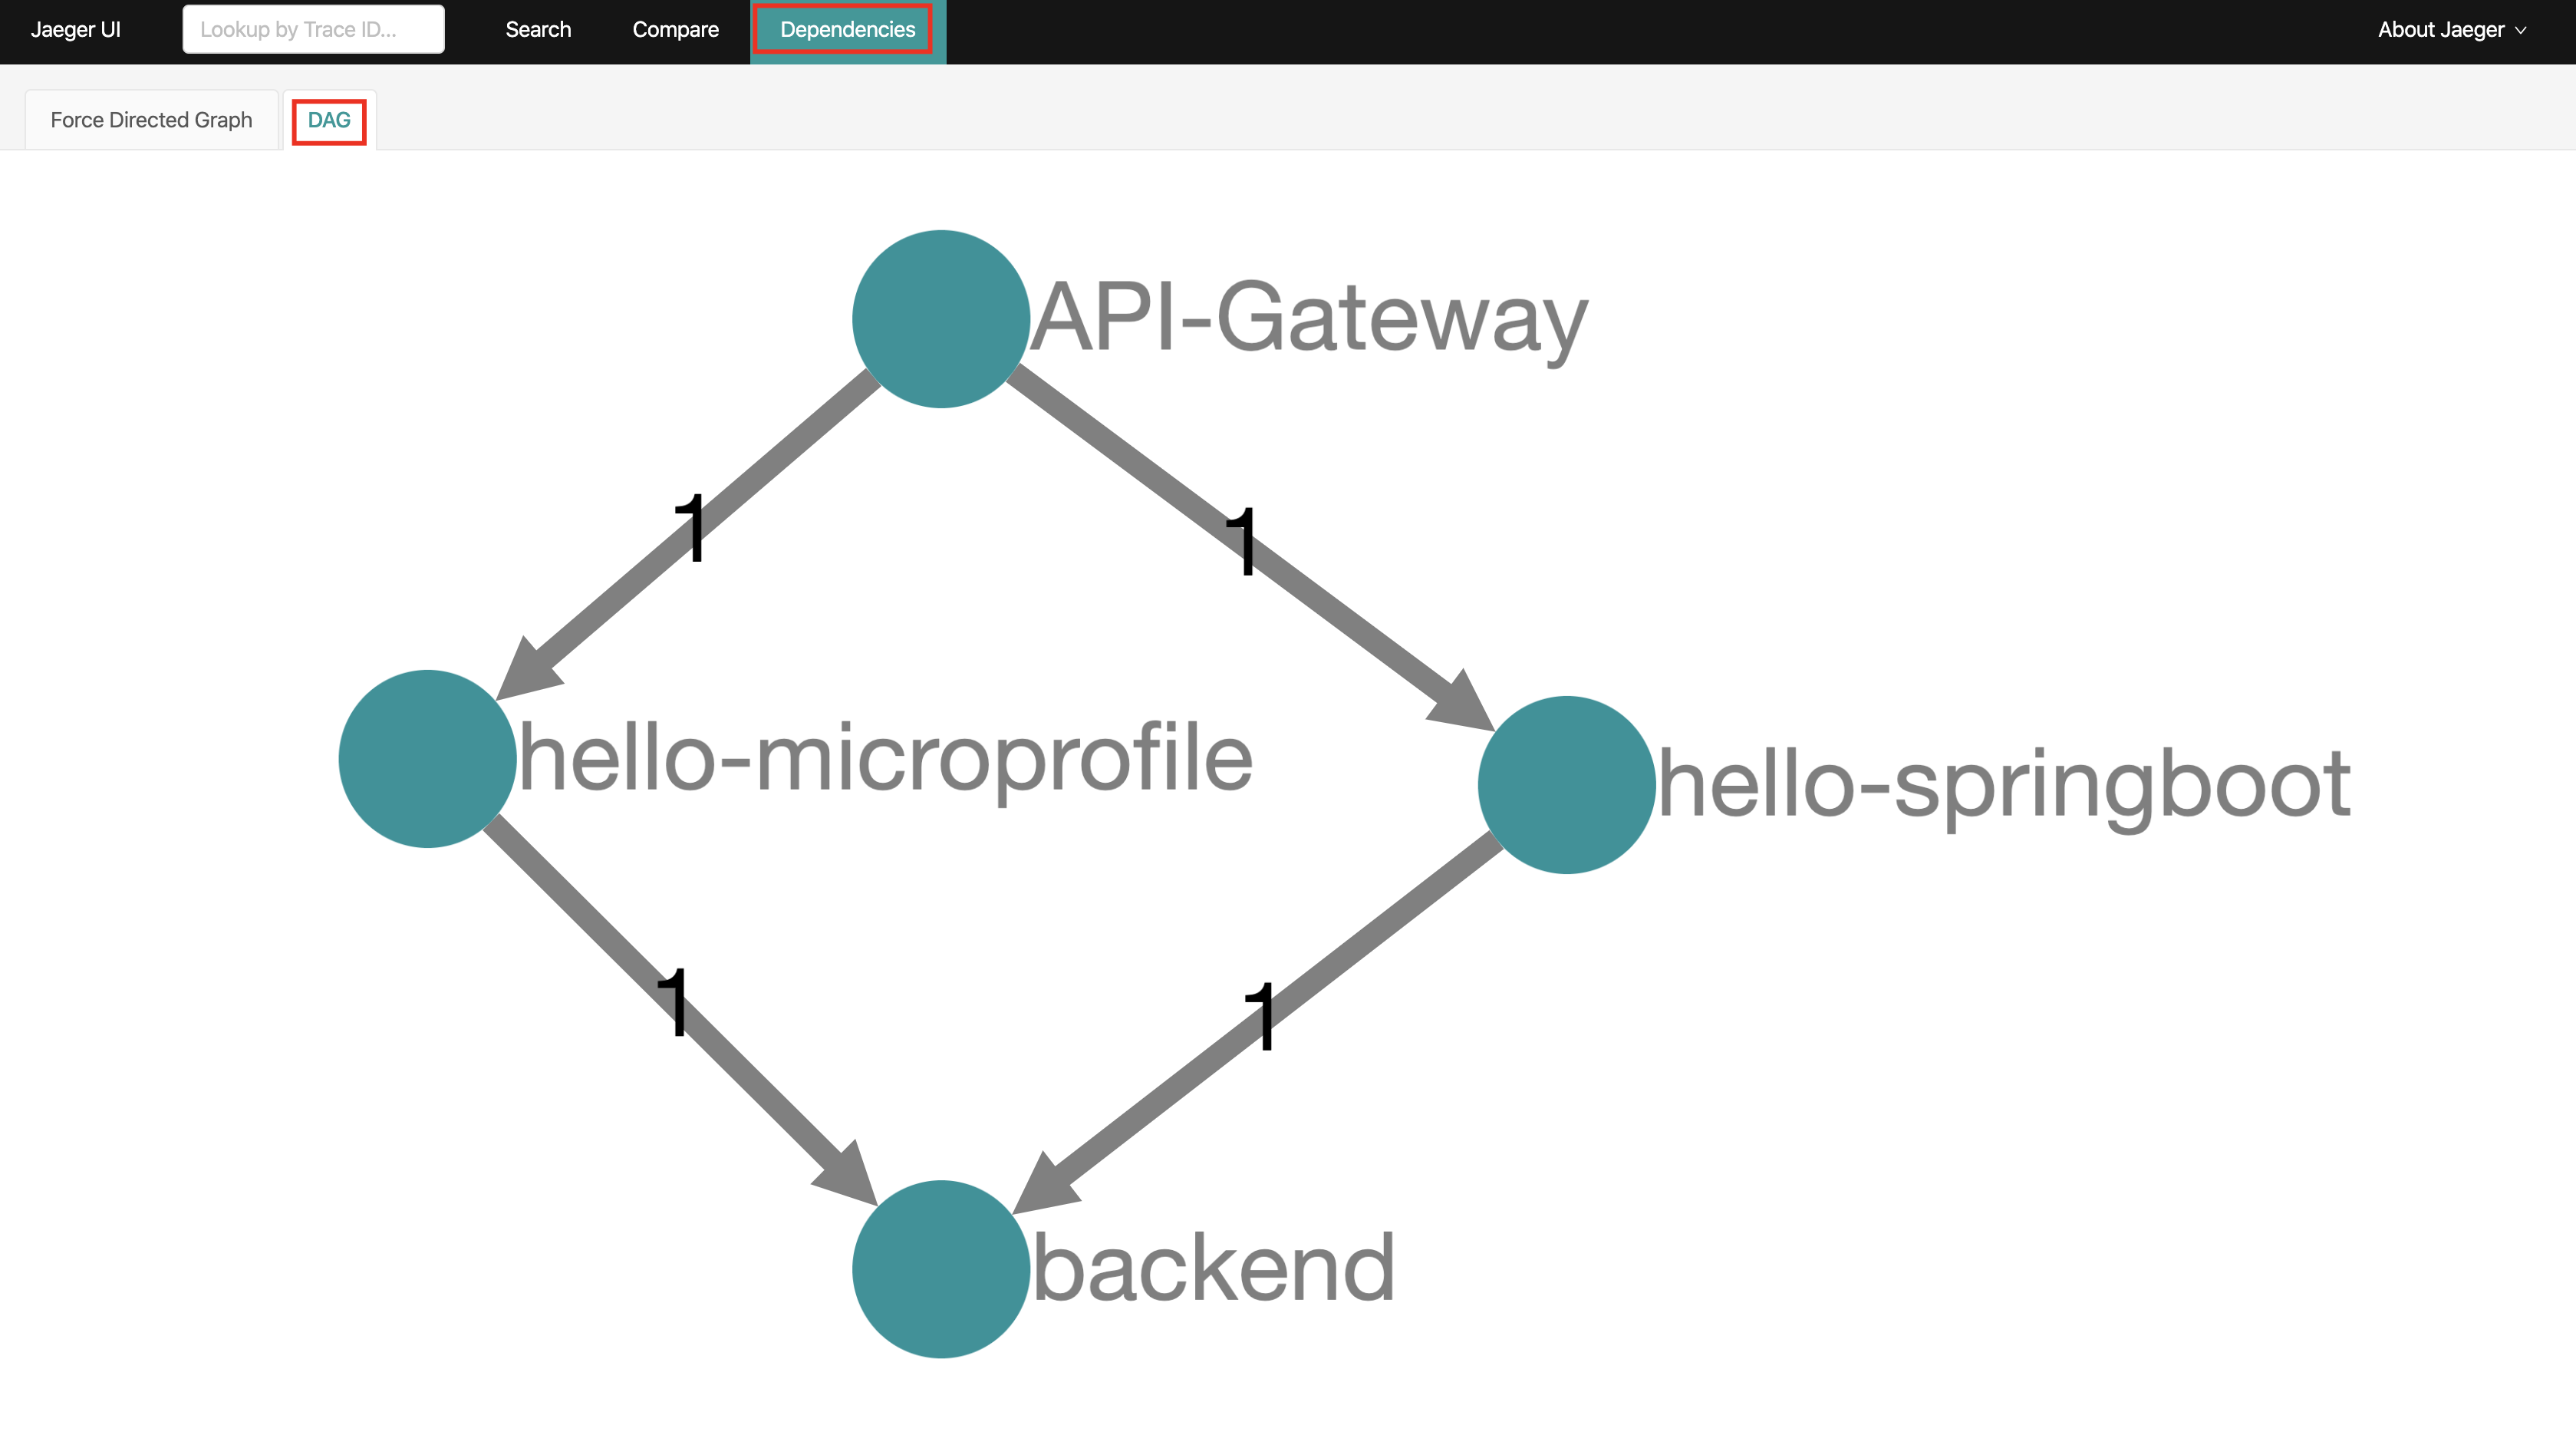 Jaeger UI Lookup by Trace ID... Search Compare Dependencies About Jaeger
Force Directed Graph DAG
API-Gateway
1 1
hello-microprofile hello-springboot
1 1
backend